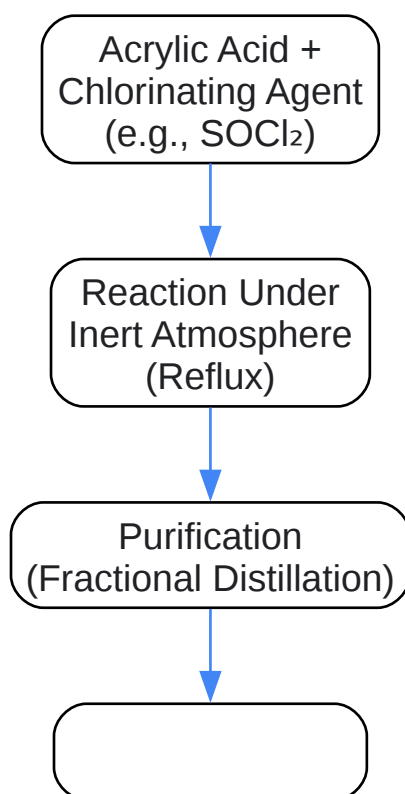 Acrylic Acid +
Chlorinating Agent
(e.g., SOCl₂)
Reaction Under
Inert Atmosphere
(Reflux)
Purification
(Fractional Distillation)